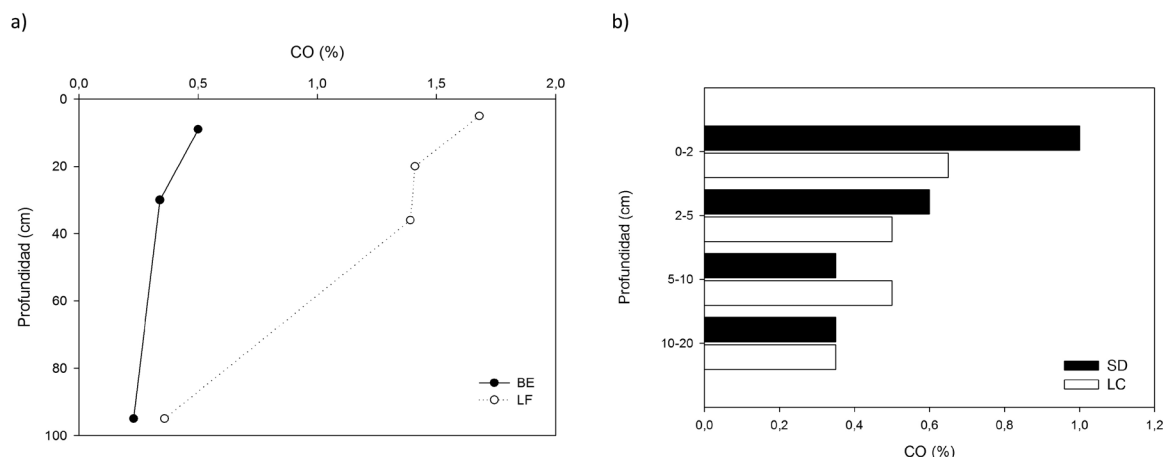 a)
CO (%)
0,0 0,5 1,0 1,5 2,0
0
20
40
60
80
100
Profundidad (cm)
BE
LF
b)
Profundidad (cm)
0-2
2-5
5-10
10-20
SD
LC
0,0 0,2 0,4 0,6 0,8 1,0 1,2
CO (%)